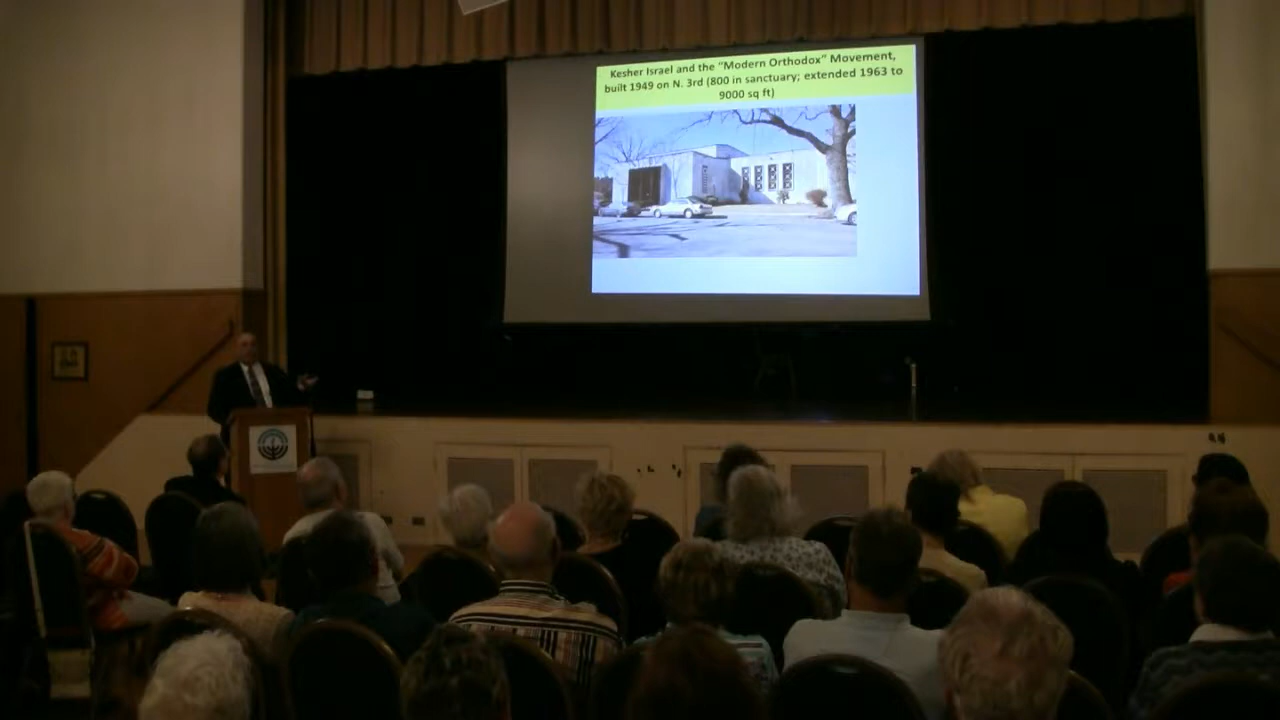 Kesher Israel and the “Modern Orthodox” Movement,
built 1949 on N. 3rd (800 in sanctuary; extended 1963 to
9000 sq ft)